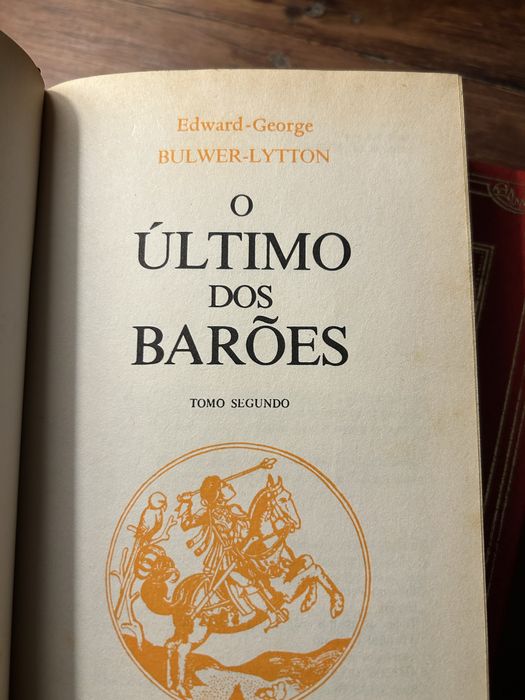 Edward-George
BULWER-LYTTON
O
ÚLTIMO
DOS
BARÕES
TOMO SEGUNDO